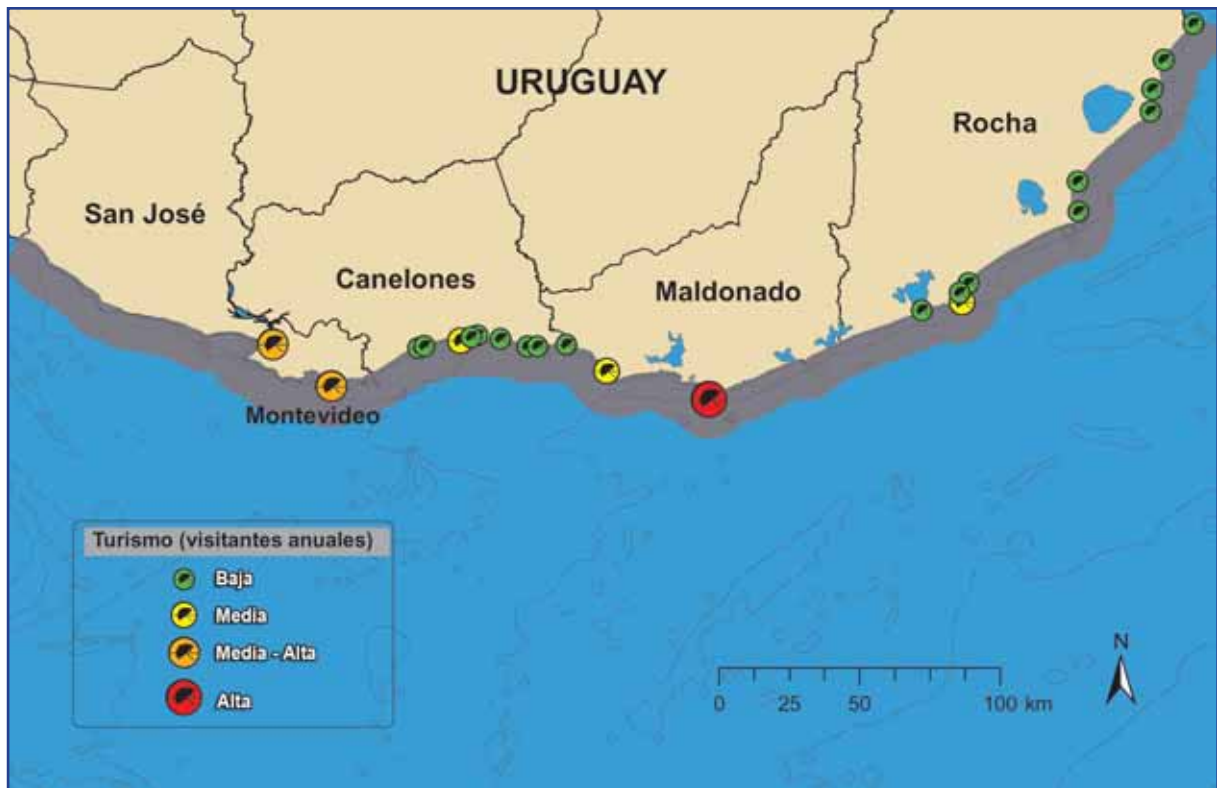 URUGUAY
Rocha
San José
Canelones
Maldonado
Montevideo
Turismo (visitantes anuales)
Baja
Media
Media - Alta
Alta
N
0 25 50 100 km